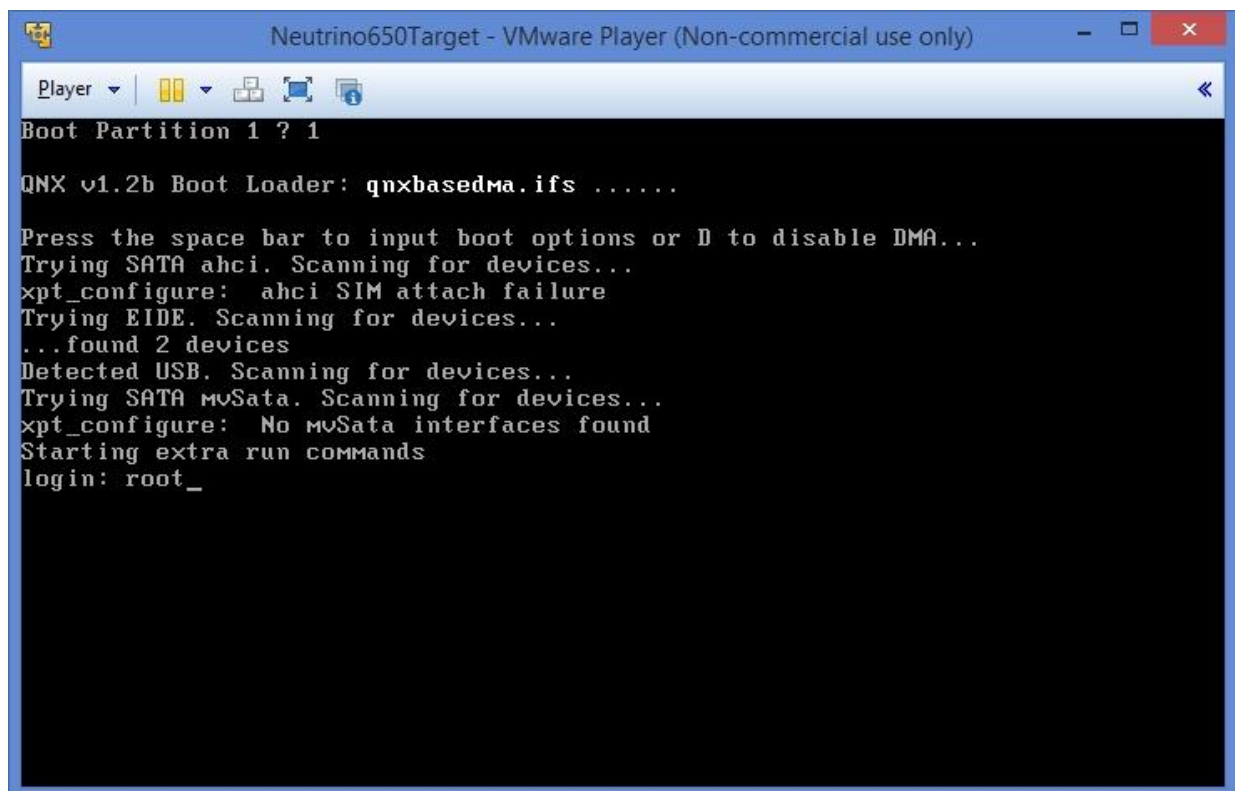 Neutrino650Target - VMware Player (Non-commercial use only)
Player
Boot Partition 1 ? 1
QNX v1.2b Boot Loader: qnxbasedma.ifs ......
Press the space bar to input boot options or D to disable DMA...
Trying SATA ahci. Scanning for devices...
xpt_configure:  ahci SIM attach failure
Trying EIDE. Scanning for devices...
...found 2 devices
Detected USB. Scanning for devices...
Trying SATA mvSata. Scanning for devices...
xpt_configure:  No mvSata interfaces found
Starting extra run commands
login: root_